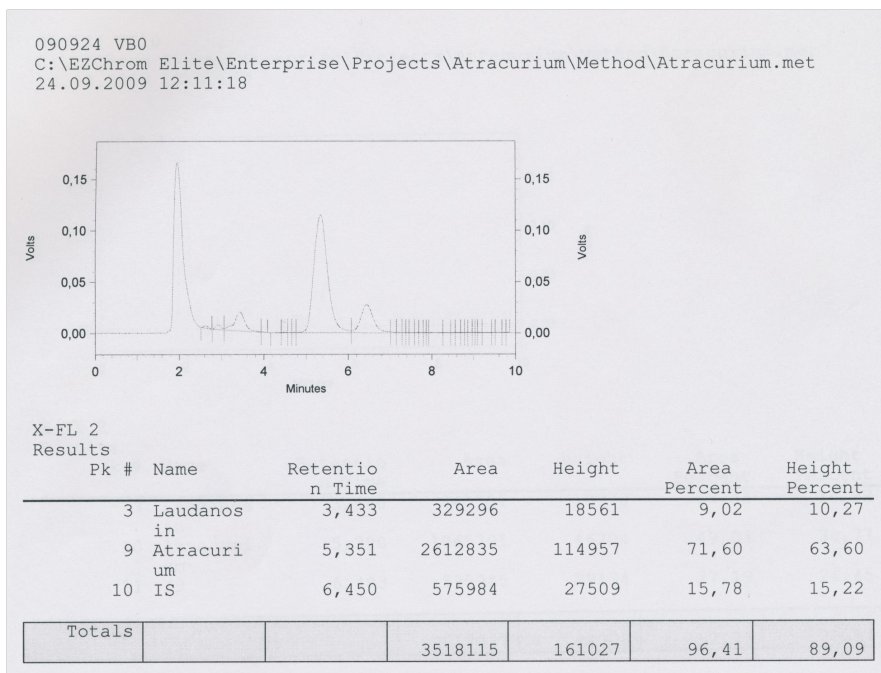 090924 VB0
C:\EZChrom Elite\Enterprise\Projects\Atracurium\Method\Atracurium.met
24.09.2009 12:11:18
0,15 0,15
0,10 0,10
Volts Volts
0,05 0,05
0,00 0,00
0 2 4 6 8 10
Minutes
X-FL 2
Results
Pk # Name Retentio Area Height Area Height
n Time Percent Percent
3 Laudanos 3,433 329296 18561 9,02 10,27
in
9 Atracuri 5,351 2612835 114957 71,60 63,60
um
10 IS 6,450 575984 27509 15,78 15,22
Totals
3518115 161027 96,41 89,09